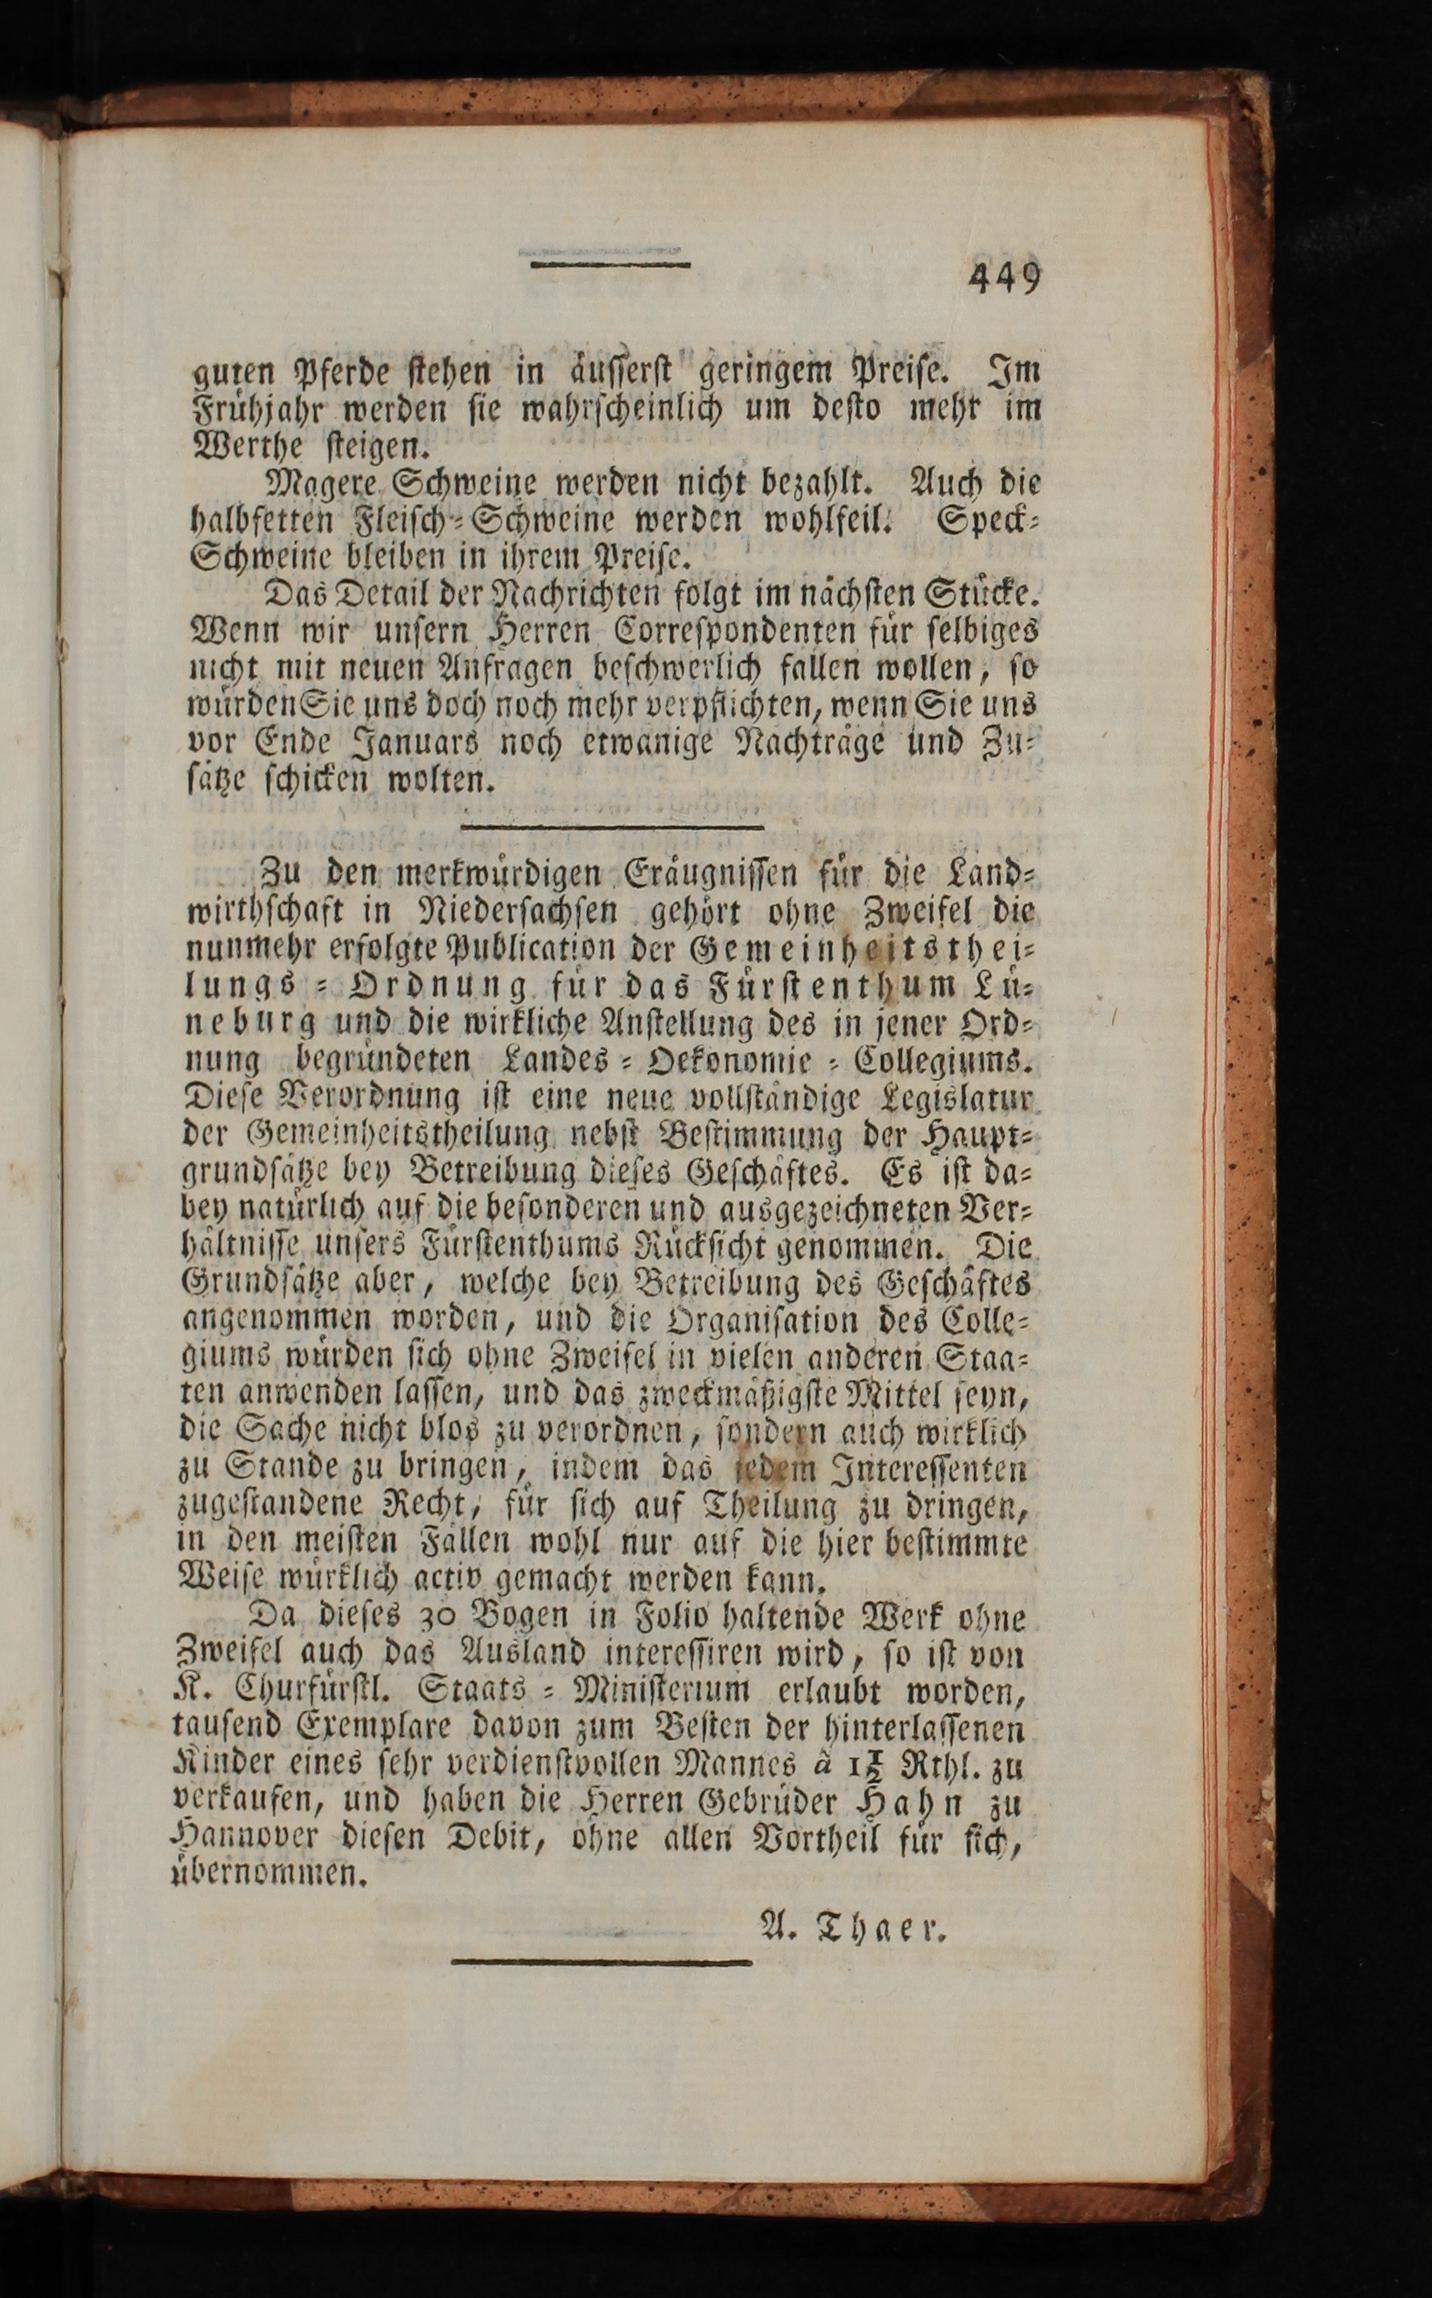 449
guten Pferde stehen in äusserst geringem Preise. Im
Frühjahr werden sie wahrscheinlich um desto mehr im
Werthe steigen.
Magere Schweine werden nicht bezahlt. Auch die
halbfetten Fleisch-Schweine werden wohlfeil. Speck-
Schweine bleiben in ihrem Preise.
Das Detail der Nachrichten folgt im nächsten Stücke.
Wenn wir unsern Herren Correspondenten für selbiges
nicht mit neuen Anfragen beschwerlich fallen wollen, so
würden Sie uns doch noch mehr verpflichten, wenn Sie uns
vor Ende Januars noch etwanige Nachträge und Zu-
sätze schicken wolten.
Zu den merkwürdigen Eräugnissen für die Land-
wirthschaft in Niedersachsen gehört ohne Zweifel die
nunmehr erfolgte Publication der Gemeinheitsthei-
lungs-Ordnung für das Fürstenthum Lü-
neburg und die wirkliche Anstellung des in jener Ord-
nung begründeten Landes-Oekonomie-Collegiums.
Diese Verordnung ist eine neue vollständige Legislatur
der Gemeinheitstheilung nebst Bestimmung der Haupt-
grundsätze bey Betreibung dieses Geschäftes. Es ist da-
bey natürlich auf die besonderen und ausgezeichneten Ver-
hältnisse unsers Fürstenthums Rücksicht genommen. Die
Grundsätze aber, welche bey Betreibung des Geschäftes
angenommen worden, und die Organisation des Colle-
giums würden sich ohne Zweifel in vielen anderen Staa-
ten anwenden lassen, und das zweckmäßigste Mittel seyn,
die Sache nicht blos zu verordnen, sondern auch wirklich
zu Stande zu bringen, indem das jedem Interessenten
zugestandene Recht, für sich auf Theilung zu dringen,
in den meisten Fällen wohl nur auf die hier bestimmte
Weise würklich activ gemacht werden kann.
Da dieses 30 Bogen in Folio haltende Werk ohne
Zweifel auch das Ausland interessiren wird, so ist von
K. Churfürstl. Staats-Ministerium erlaubt worden,
tausend Exemplare davon zum Besten der hinterlassenen
Kinder eines sehr verdienstvollen Mannes à 1½ Rthl. zu
verkaufen, und haben die Herren Gebrüder Hahn zu
Hannover diesen Debit, ohne allen Vortheil für sich,
übernommen.
A. Thaer.